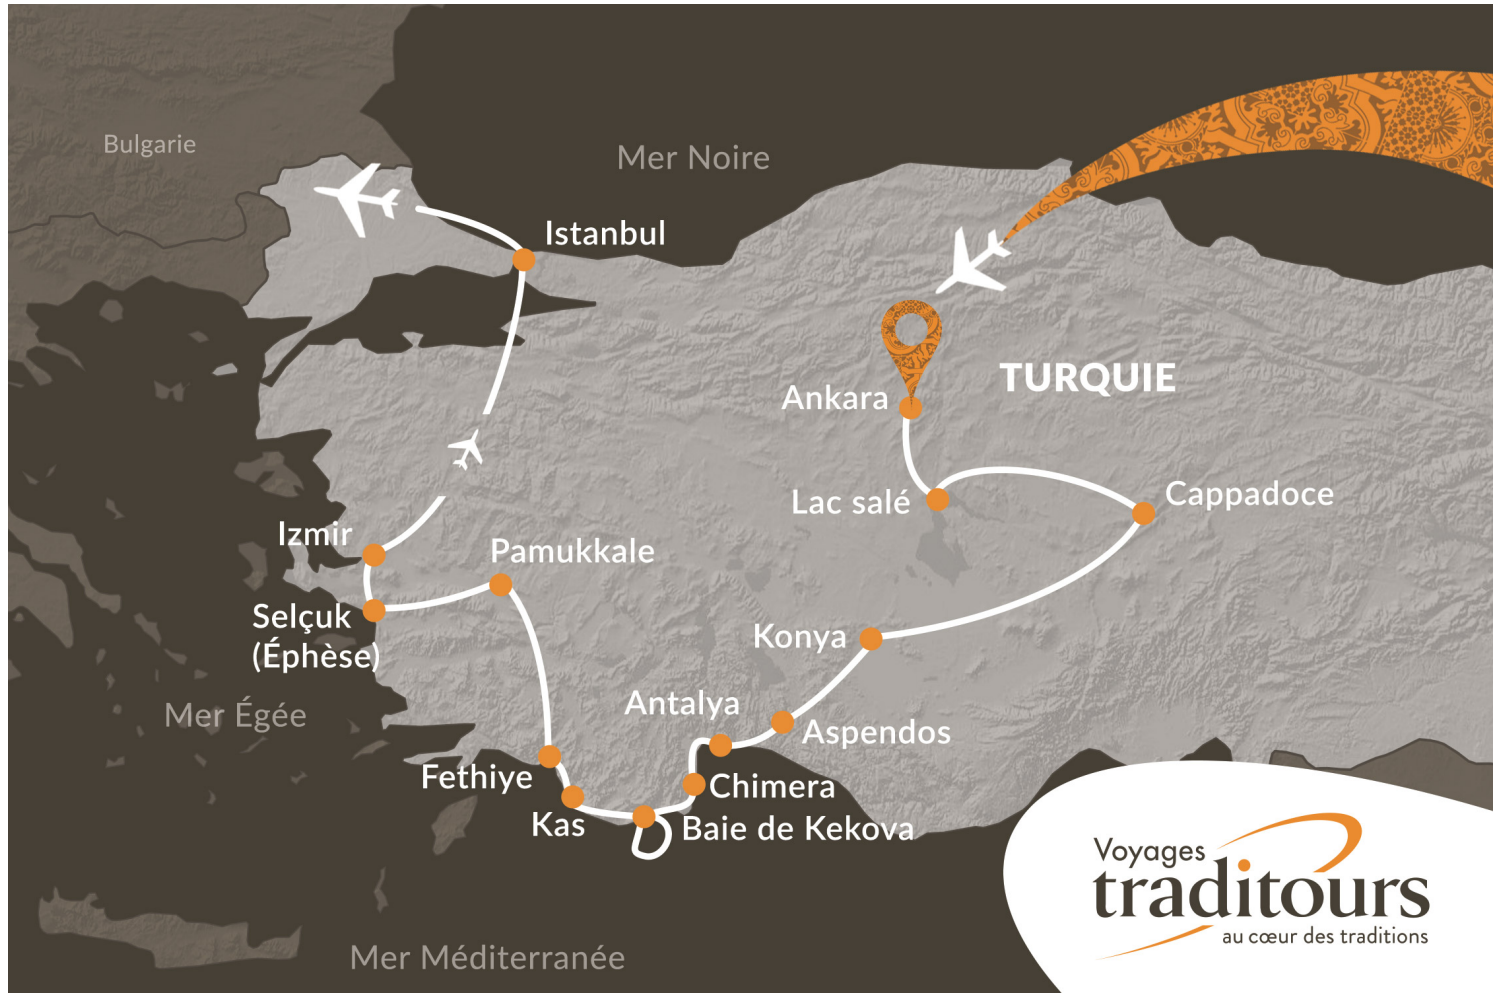 Bulgarie
Mer Noire
Istanbul
TURQUIE
Ankara
Lac salé
Cappadoce
Izmir
Pamukkale
Selçuk
(Éphèse)
Konya
Antalya
Aspendos
Mer Égée
Fethiye
Chimera
Kas
Baie de Kekova
Mer Méditerranée
Voyages
traditours
au cœur des traditions